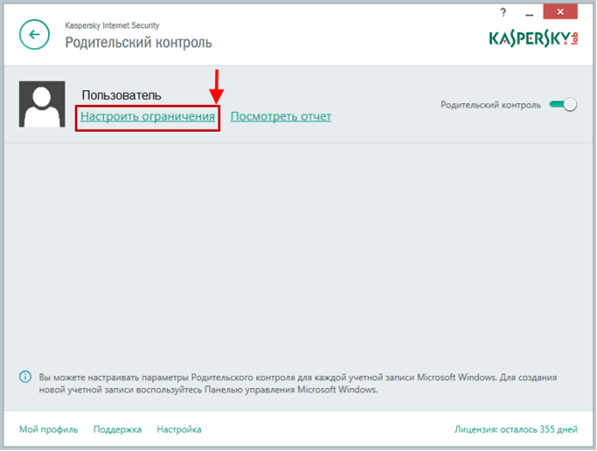 Kaspersky Internet Security
Родительский контроль
KASPERSKY lab
Пользователь
Настроить ограничения Посмотреть отчет
Родительский контроль
Вы можете настраивать параметры Родительского контроля для каждой учетной записи Microsoft Windows. Для создания
новой учетной записи воспользуйтесь Панелью управления Microsoft Windows.
Мой профиль Поддержка Настройка Лицензия: осталось 355 дней